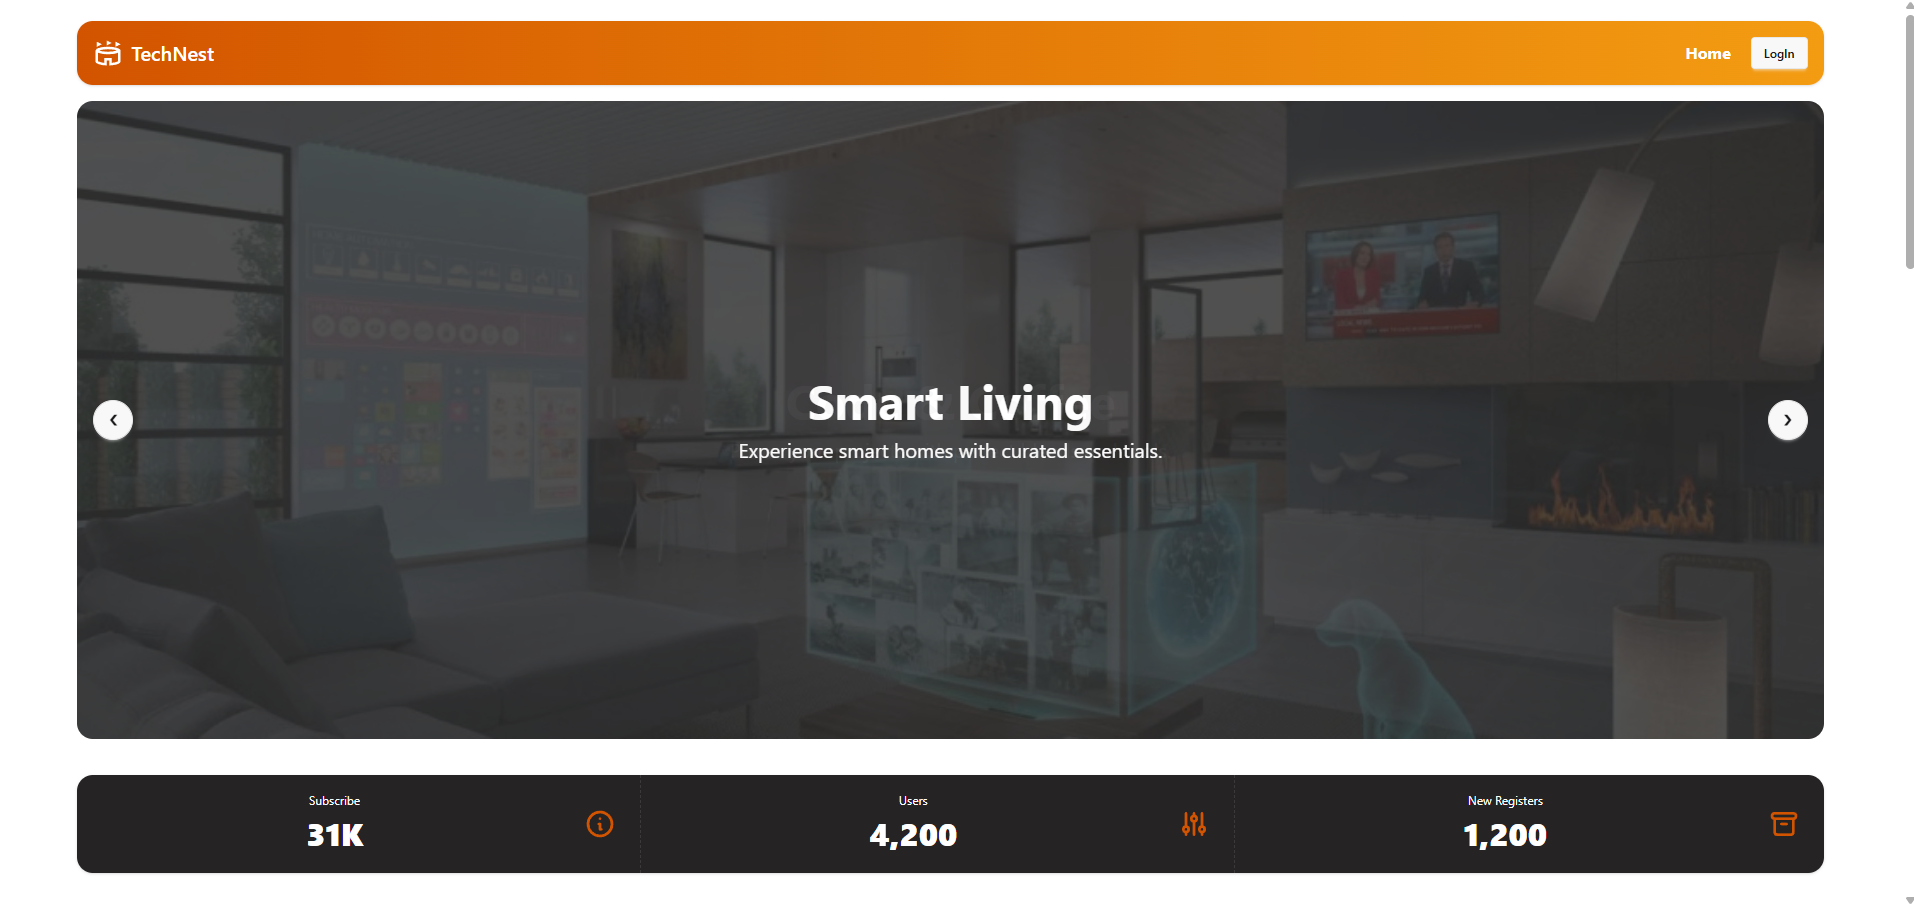 TechNest
Home
LogIn
Smart Living
Experience smart homes with curated essentials.
Subscribe
31K
Users
4,200
New Registers
1,200